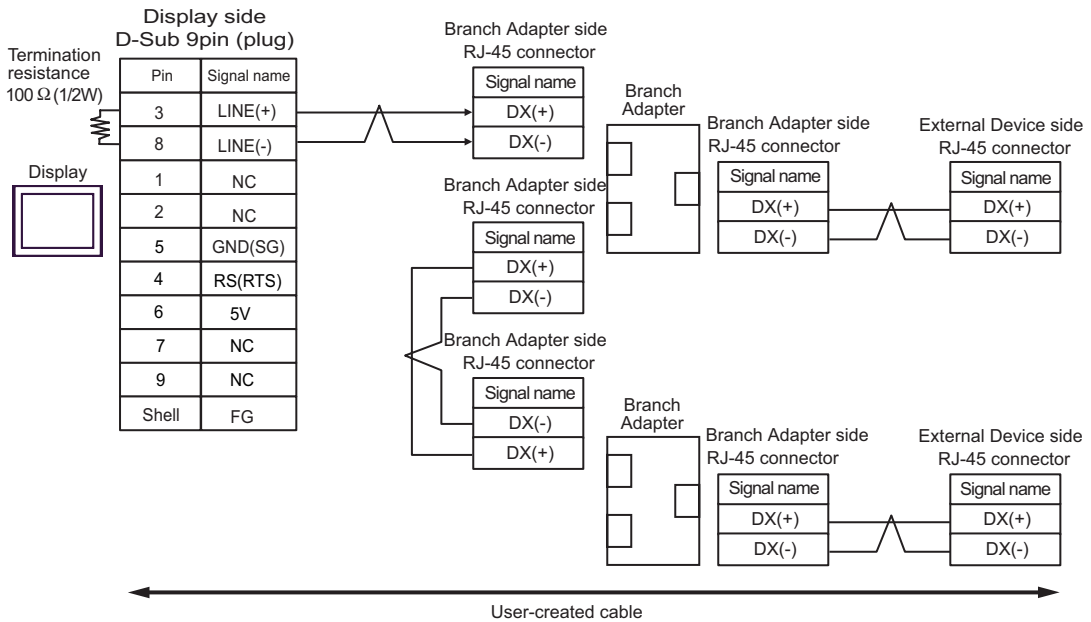 Display side
D-Sub 9pin (plug)
Termination
resistance
100 Ω (1/2W)
Display
Pin Signal name
3 LINE(+)
8 LINE(-)
1 NC
2 NC
5 GND(SG)
4 RS(RTS)
6 5V
7 NC
9 NC
Shell FG
Branch Adapter side
RJ-45 connector
Signal name
DX(+)
DX(-)
Branch Adapter side
RJ-45 connector
Signal name
DX(+)
DX(-)
Branch Adapter side
RJ-45 connector
Signal name
DX(-)
DX(+)
Branch
Adapter
Branch Adapter side
RJ-45 connector
Signal name
DX(+)
DX(-)
External Device side
RJ-45 connector
Signal name
DX(+)
DX(-)
Branch
Adapter
Branch Adapter side
RJ-45 connector
Signal name
DX(+)
DX(-)
External Device side
RJ-45 connector
Signal name
DX(+)
DX(-)
User-created cable